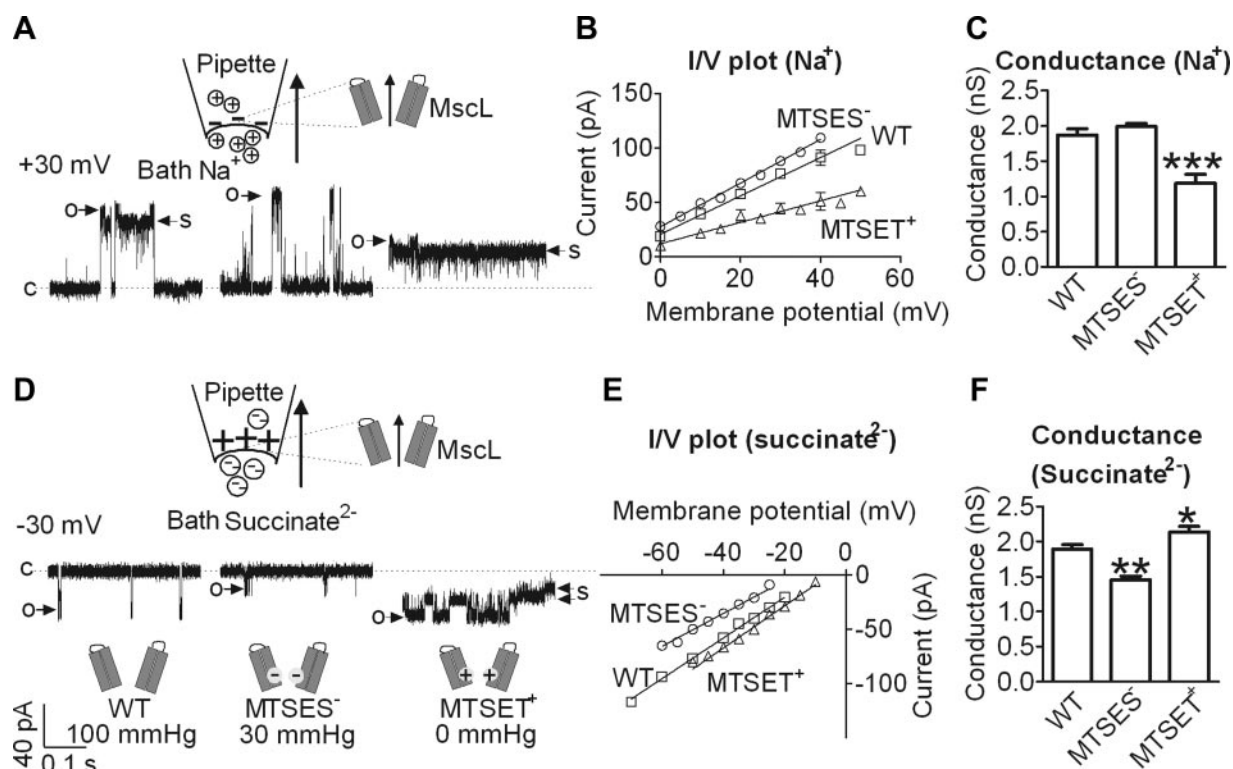 A
Pipette
MscL
+30 mV
Bath Na+
o
s
o
o
s
c
B
I/V plot (Na+)
Current (pA)
150
100
50
0
MTSES-
WT
MTSET+
0 20 40 60
Membrane potential (mV)
C
Conductance (Na+)
Conductance (nS)
2.5
2.0
1.5
1.0
0.5
0.0
***
WT
MTSES-
MTSET+
D
Pipette
MscL
-30 mV
Bath Succinate2-
c
o
o
o
s
WT
100 mmHg
MTSES-
30 mmHg
MTSET+
0 mmHg
40 pA
0.1 s
E
I/V plot (succinate2-)
Membrane potential (mV)
-60 -40 -20 0
0
-50
-100
Current (pA)
MTSES-
WT
MTSET+
F
Conductance
(Succinate2-)
Conductance (nS)
2.5
2.0
1.5
1.0
0.5
0.0
**
*
WT
MTSES-
MTSET+